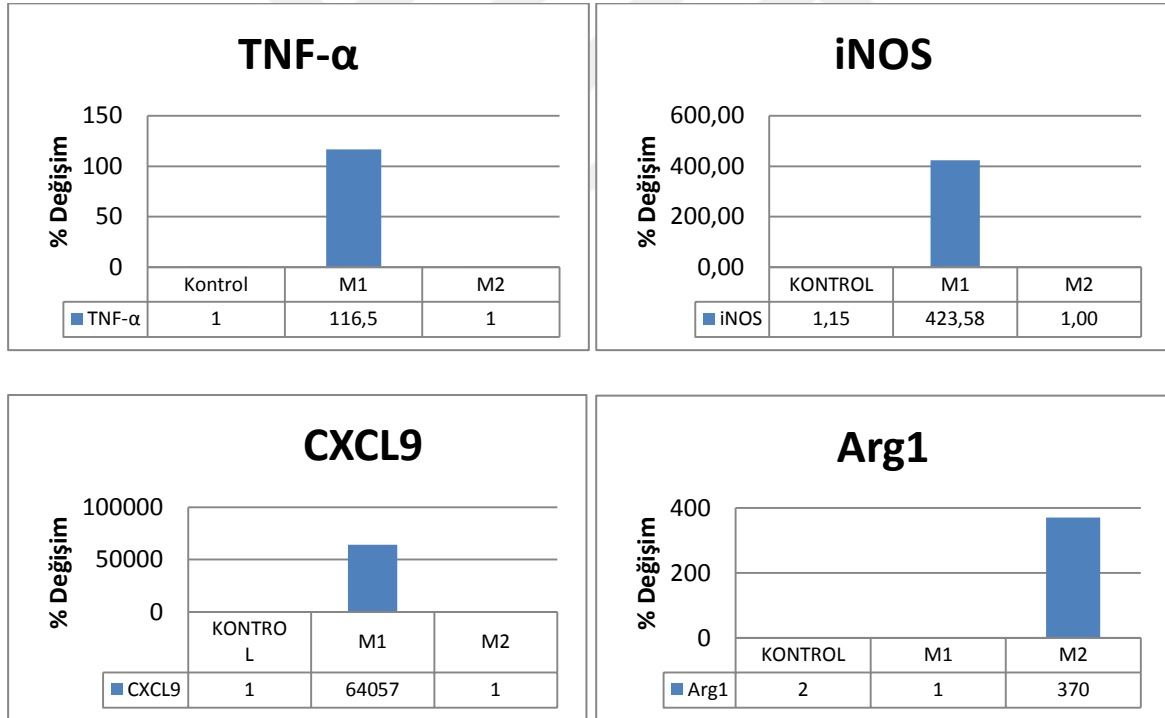 TNF-α
% Değişim
150
100
50
0
Kontrol M1 M2
TNF-α 1 116,5 1
iNOS
% Değişim
600,00
400,00
200,00
0,00
KONTROL M1 M2
iNOS 1,15 423,58 1,00
CXCL9
% Değişim
100000
50000
0
KONTRO
L M1 M2
CXCL9 1 64057 1
Arg1
% Değişim
400
200
0
KONTROL M1 M2
Arg1 2 1 370